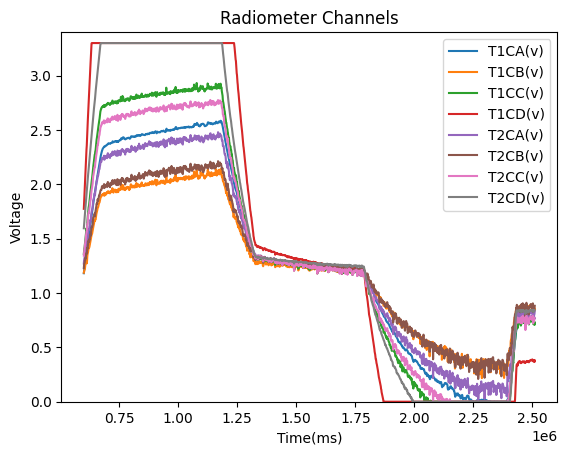 Radiometer Channels
T1CA(v)
T1CB(v)
T1CC(v)
T1CD(v)
T2CA(v)
T2CB(v)
T2CC(v)
T2CD(v)
Voltage
3.0
2.5
2.0
1.5
1.0
0.5
0.0
0.75 1.00 1.25 1.50 1.75 2.00 2.25 2.50
1e6
Time(ms)